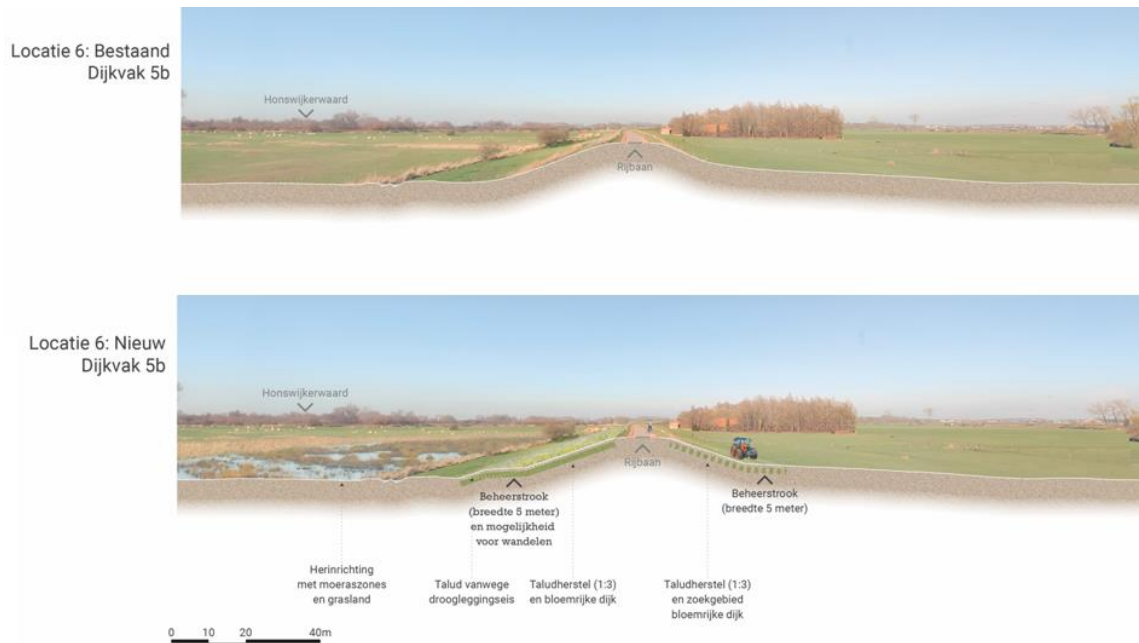 Locatie 6: Bestaand
Dijkvak 5b
Honswijkerwaard
Rijbaan
Locatie 6: Nieuw
Dijkvak 5b
Honswijkerwaard
Rijbaan
Beheerstrook
(breedte 5 meter)
en mogelijkheid
voor wandelen
Beheerstrook
(breedte 5 meter)
Herinrichting
met moeraszones
en grasland
Talud vanwege
droogleggingseis
Taludherstel (1:3)
en bloemrijke dijk
Taludherstel (1:3)
en zoekgebied
bloemrijke dijk
0 10 20 40m